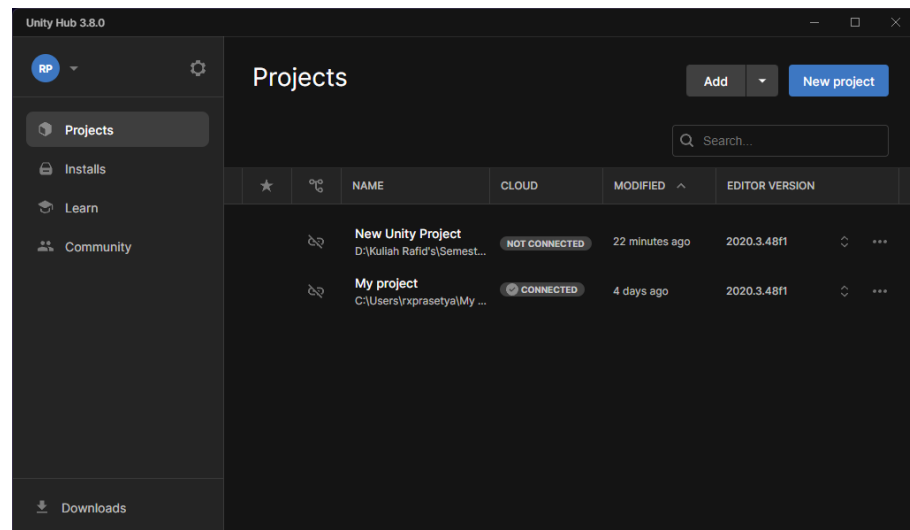 Unity Hub 3.8.0
RP
Projects
Installs
Learn
Community
Downloads
Projects
Add
New project
Search...
NAME CLOUD MODIFIED EDITOR VERSION
New Unity Project NOT CONNECTED 22 minutes ago 2020.3.48f1
D:\Kuliah Rafid's\Semest...
My project CONNECTED 4 days ago 2020.3.48f1
C:\Users\rxprasetya\My ...